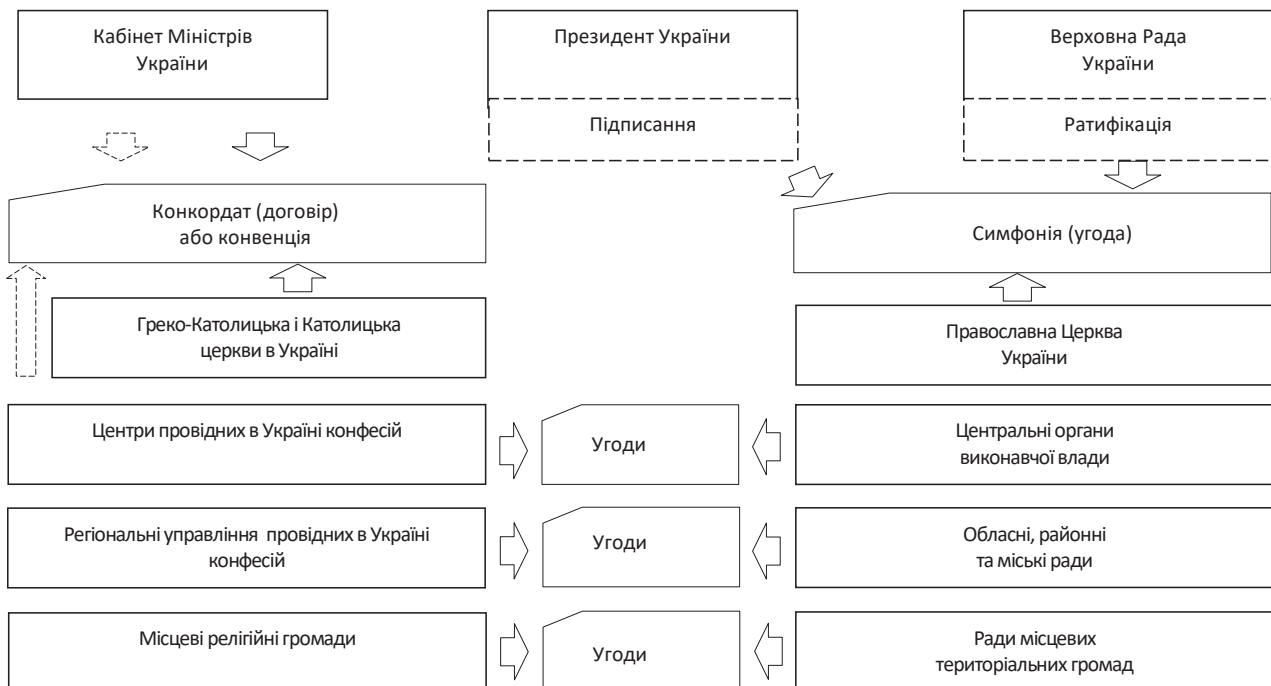 Кабінет Міністрів
України
Президент України
Верховна Рада
України
Підписання
Ратифікація
Конкордат (договір)
або конвенція
Симфонія (угода)
Греко-Католицька і Католицька
церкви в Україні
Православна Церква
України
Центри провідних в Україні конфесій
Угоди
Центральні органи
виконавчої влади
Регіональні управління провідних в Україні
конфесій
Угоди
Обласні, районні
та міські ради
Місцеві релігійні громади
Угоди
Ради місцевих
територіальних громад